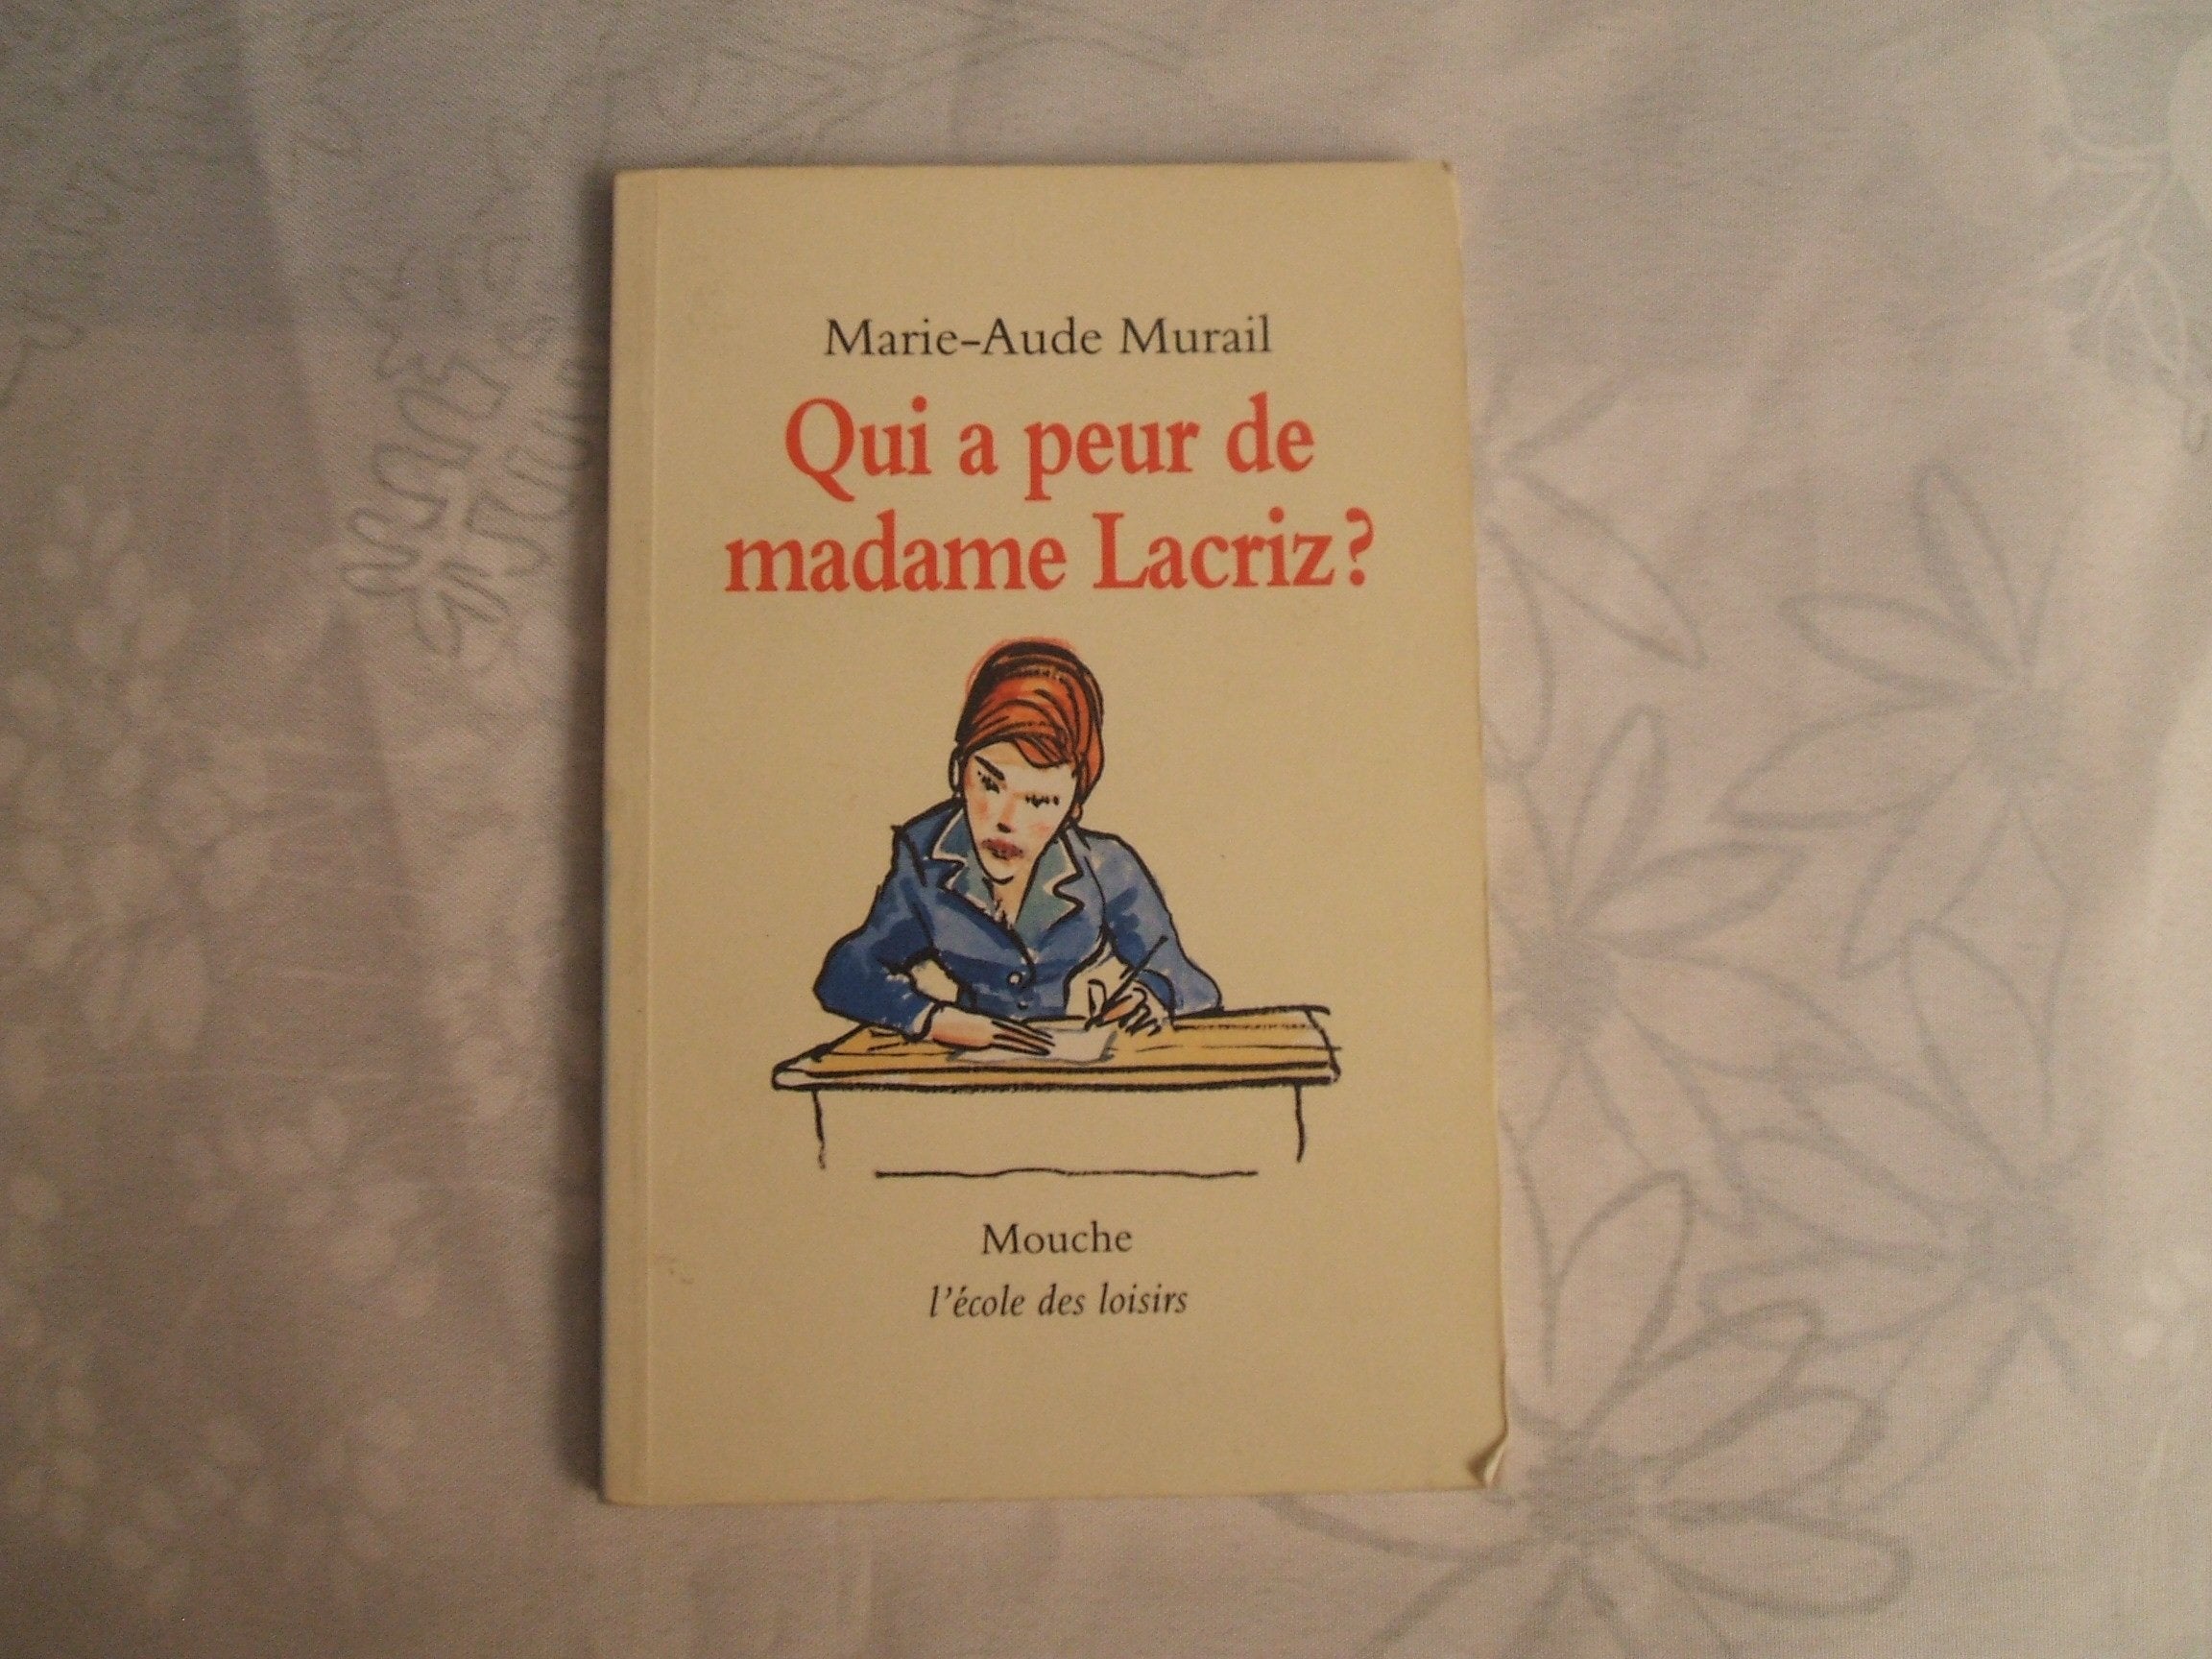 Marie-Aude Murail
Qui a peur de
madame Lacriz?
Mouche
l'école des loisirs